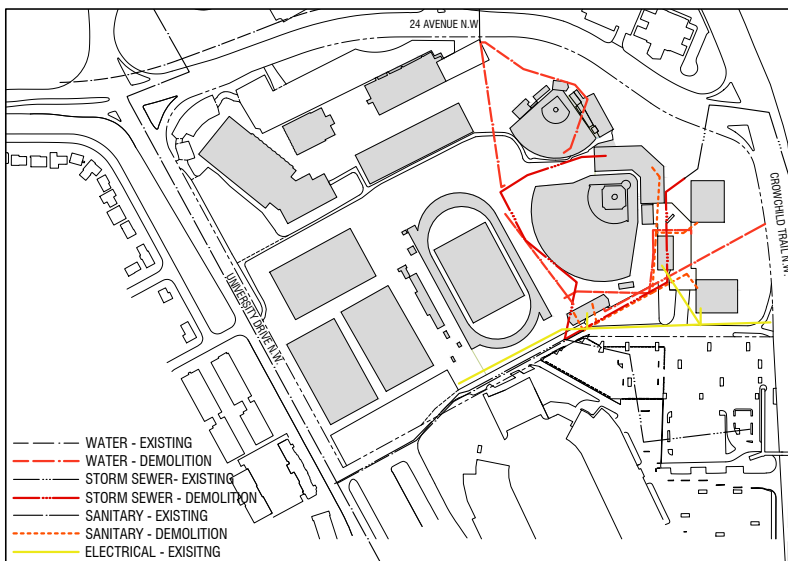 24 AVENUE N.W.
CROWCHILD TRAIL N.W.
UNIVERSITY DRIVE N.W.
WATER - EXISTING
WATER - DEMOLITION
STORM SEWER- EXISTING
STORM SEWER - DEMOLITION
SANITARY - EXISTING
SANITARY - DEMOLITION
ELECTRICAL - EXISITNG